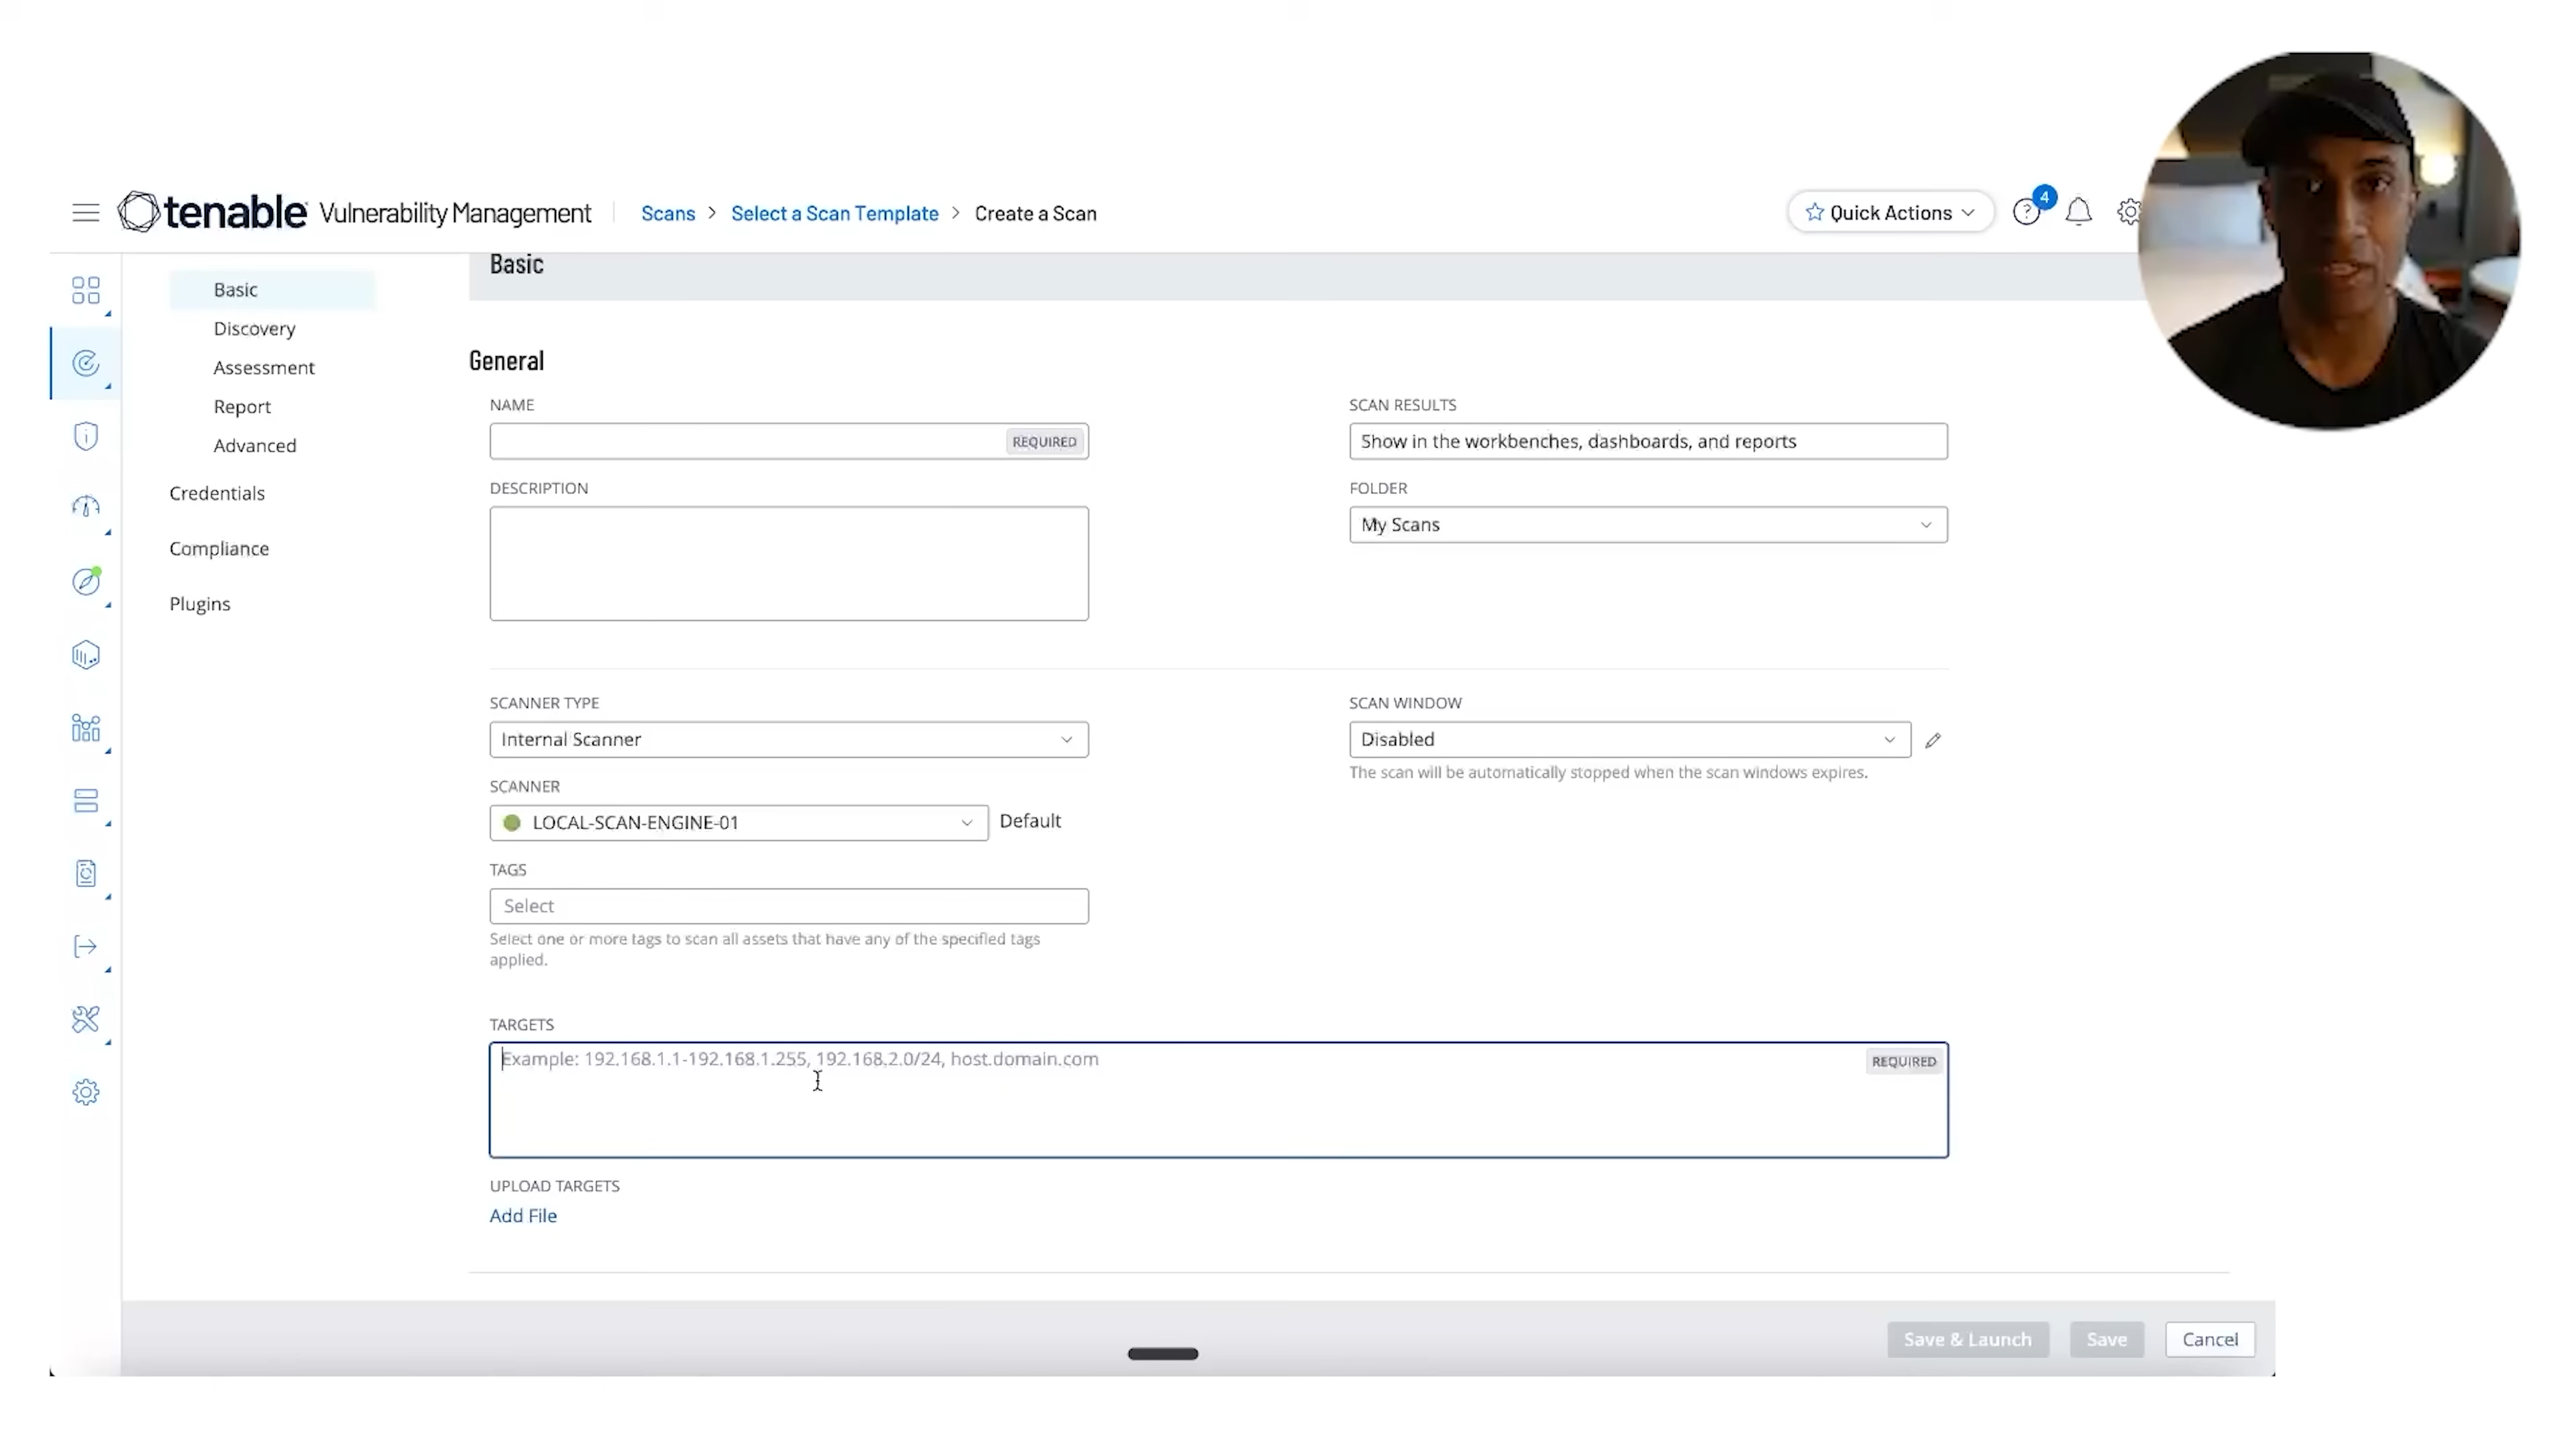 tenable Vulnerability Management Scans > Select a Scan Template > Create a Scan Quick Actions 4
Basic
Discovery
Assessment
Report
Advanced
Credentials
Compliance
Plugins
Basic
General
NAME
REQUIRED
DESCRIPTION
SCAN RESULTS
Show in the workbenches, dashboards, and reports
FOLDER
My Scans
SCANNER TYPE
Internal Scanner
SCANNER
LOCAL-SCAN-ENGINE-01 Default
TAGS
Select
Select one or more tags to scan all assets that have any of the specified tags
applied.
SCAN WINDOW
Disabled
The scan will be automatically stopped when the scan windows expires.
TARGETS
Example: 192.168.1.1-192.168.1.255, 192.168.2.0/24, host.domain.com
REQUIRED
UPLOAD TARGETS
Add File
Save & Launch Save Cancel